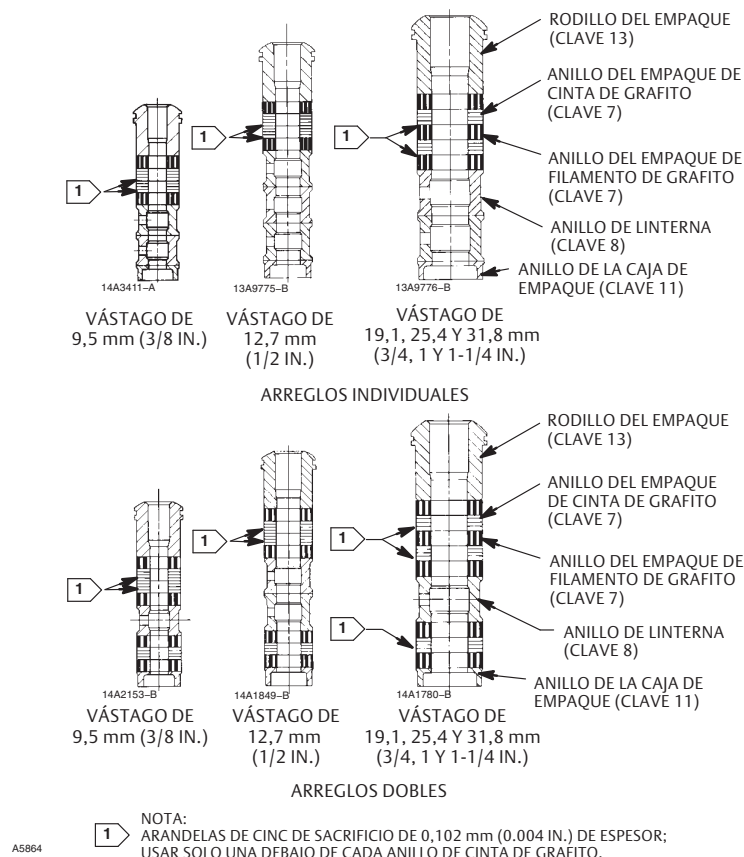 RODILLO DEL EMPAQUE
(CLAVE 13)
ANILLO DEL EMPAQUE DE
CINTA DE GRAFITO
(CLAVE 7)
1
1
1
ANILLO DEL EMPAQUE DE
FILAMENTO DE GRAFITO
(CLAVE 7)
ANILLO DE LINTERNA
(CLAVE 8)
ANILLO DE LA CAJA DE
EMPAQUE (CLAVE 11)
14A3411–A
13A9775–B
13A9776–B
VÁSTAGO DE
9,5 mm (3/8 IN.)
VÁSTAGO DE
12,7 mm
(1/2 IN.)
VÁSTAGO DE
19,1, 25,4 Y 31,8 mm
(3/4, 1 Y 1-1/4 IN.)
ARREGLOS INDIVIDUALES
RODILLO DEL EMPAQUE
(CLAVE 13)
ANILLO DEL EMPAQUE
DE CINTA DE GRAFITO
(CLAVE 7)
1
1
1
ANILLO DEL EMPAQUE DE
FILAMENTO DE GRAFITO
(CLAVE 7)
1
ANILLO DE LINTERNA
(CLAVE 8)
ANILLO DE LA CAJA DE
EMPAQUE (CLAVE 11)
14A2153–B
14A1849–B
14A1780–B
VÁSTAGO DE
9,5 mm (3/8 IN.)
VÁSTAGO DE
12,7 mm
(1/2 IN.)
VÁSTAGO DE
19,1, 25,4 Y 31,8 mm
(3/4, 1 Y 1-1/4 IN.)
ARREGLOS DOBLES
NOTA:
1
ARANDELAS DE CINC DE SACRIFICIO DE 0,102 mm (0.004 IN.) DE ESPESOR;
USAR SOLO UNA DEBAJO DE CADA ANILLO DE CINTA DE GRAFITO.
A5864